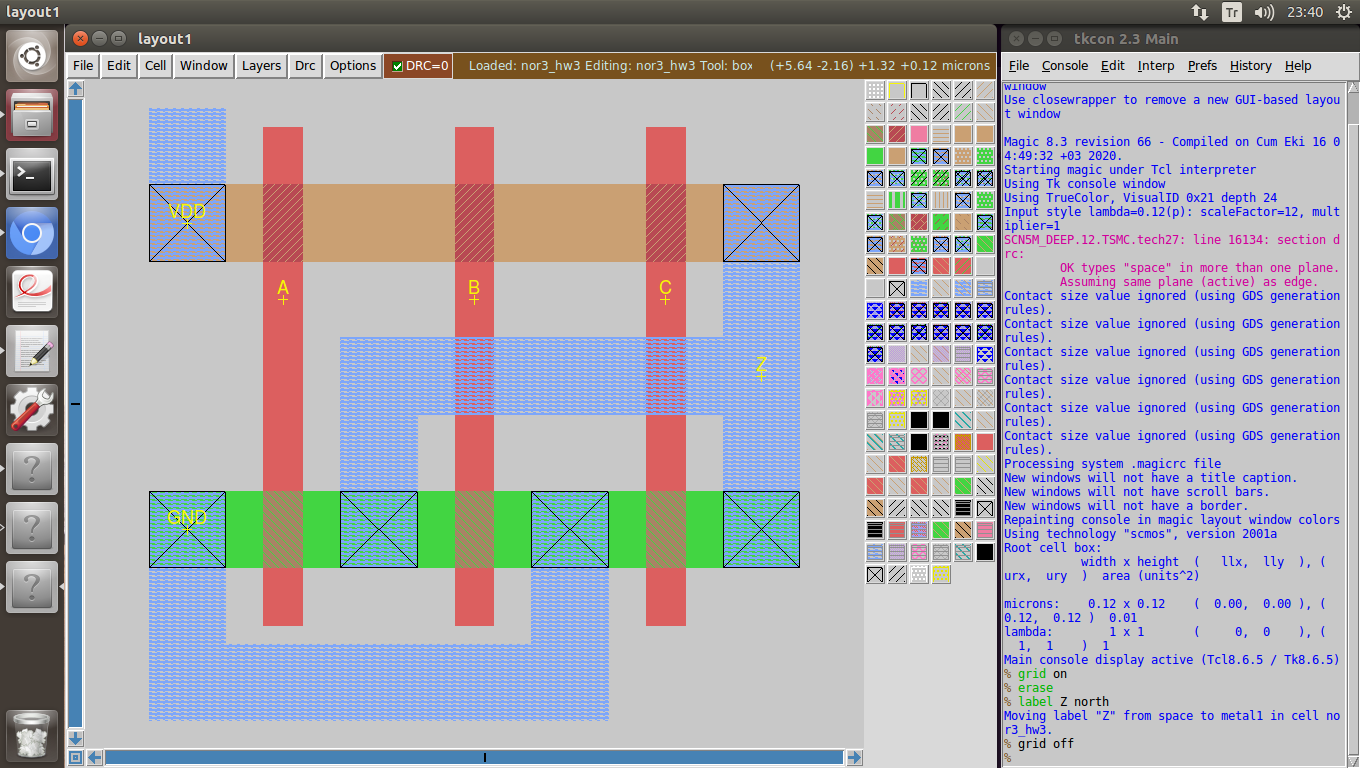 layout1
Tr
23:40
layout1
File Edit Cell Window Layers Drc Options DRC=0 Loaded: nor3_hw3 Editing: nor3_hw3 Tool: box (+5.64 -2.16) +1.32 +0.12 microns
VDD
A
B
C
Z
GND
tkcon 2.3 Main
File Console Edit Interp Prefs History Help
window
Use closewrapper to remove a new GUI-based layou
t window
Magic 8.3 revision 66 - Compiled on Cum Eki 16 0
4:49:32 +03 2020.
Starting magic under Tcl interpreter
Using Tk console window
Using TrueColor, VisualID 0x21 depth 24
Input style lambda=0.12(p): scaleFactor=12, mult
iplier=1
SCN5M_DEEP.12.TSMC.tech27: line 16134: section d
rc:
OK types "space" in more than one plane.
Assuming same plane (active) as edge.
Contact size value ignored (using GDS generation
rules).
Contact size value ignored (using GDS generation
rules).
Contact size value ignored (using GDS generation
rules).
Contact size value ignored (using GDS generation
rules).
Contact size value ignored (using GDS generation
rules).
Contact size value ignored (using GDS generation
rules).
Processing system .magicrc file
New windows will not have a title caption.
New windows will not have scroll bars.
New windows will not have a border.
Repainting console in magic layout window colors
Using technology "scmos", version 2001a
Root cell box:
width x height ( llx, lly ), (
urx, ury ) area (units^2)
microns: 0.12 x 0.12 ( 0.00, 0.00 ), (
0.12, 0.12 ) 0.01
lambda: 1 x 1 ( 0, 0 ), (
1, 1 ) 1
Main console display active (Tcl8.6.5 / Tk8.6.5)
% grid on
% erase
% label Z north
Moving label "Z" from space to metal1 in cell no
r3_hw3.
% grid off
%